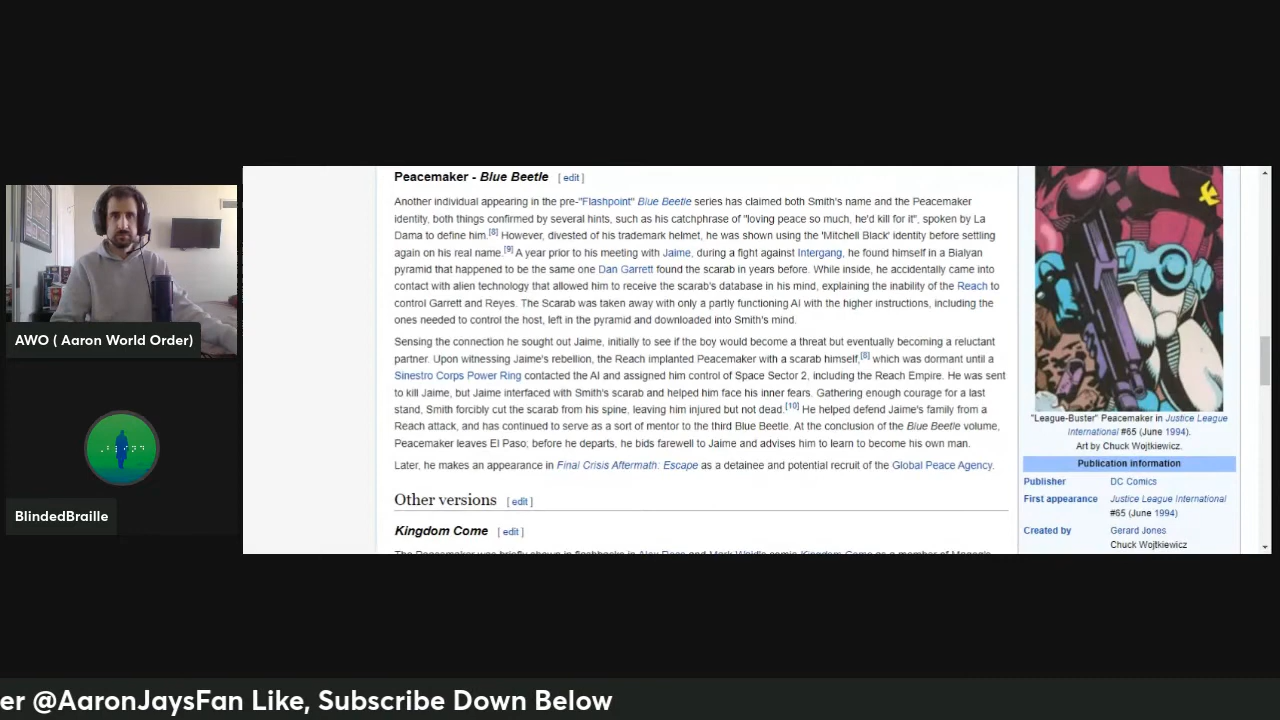 Peacemaker - Blue Beetle [ edit ]
Another individual appearing in the pre-"Flashpoint" Blue Beetle series has claimed both Smith's name and the Peacemaker
identity, both things confirmed by several hints, such as his catchphrase of "loving peace so much, he'd kill for it", spoken by La
Dama to define him.[8] However, divested of his trademark helmet, he was shown using the 'Mitchell Black' identity before settling
again on his real name.[9] A year prior to his meeting with Jaime, during a fight against Intergang, he found himself in a Bialyan
pyramid that happened to be the same one Dan Garrett found the scarab in years before. While inside, he accidentally came into
contact with alien technology that allowed him to receive the scarab's database in his mind, explaining the inability of the Reach to
control Garrett and Reyes. The Scarab was taken away with only a partly functioning AI with the higher instructions, including the
ones needed to control the host, left in the pyramid and downloaded into Smith's mind.
Sensing the connection he sought out Jaime, initially to see if the boy would become a threat but eventually becoming a reluctant
partner. Upon witnessing Jaime's rebellion, the Reach implanted Peacemaker with a scarab himself,[8] which was dormant until a
Sinestro Corps Power Ring contacted the AI and assigned him control of Space Sector 2, including the Reach Empire. He was sent
to kill Jaime, but Jaime interfaced with Smith's scarab and helped him face his inner fears. Gathering enough courage for a last
stand, Smith forcibly cut the scarab from his spine, leaving him injured but not dead.[10] He helped defend Jaime's family from a
Reach attack, and has continued to serve as a sort of mentor to the third Blue Beetle. At the conclusion of the Blue Beetle volume,
Peacemaker leaves El Paso; before he departs, he bids farewell to Jaime and advises him to learn to become his own man.
Later, he makes an appearance in Final Crisis Aftermath: Escape as a detainee and potential recruit of the Global Peace Agency.
Other versions [ edit ]
Kingdom Come [ edit ]
"League-Buster" Peacemaker in Justice League
International #65 (June 1994).
Art by Chuck Wojtkiewicz.
Publication information
Publisher DC Comics
First appearance Justice League International
#65 (June 1994)
Created by Gerard Jones
Chuck Wojtkiewicz
AWO ( Aaron World Order)
BlindedBraille
er @AaronJaysFan Like, Subscribe Down Below